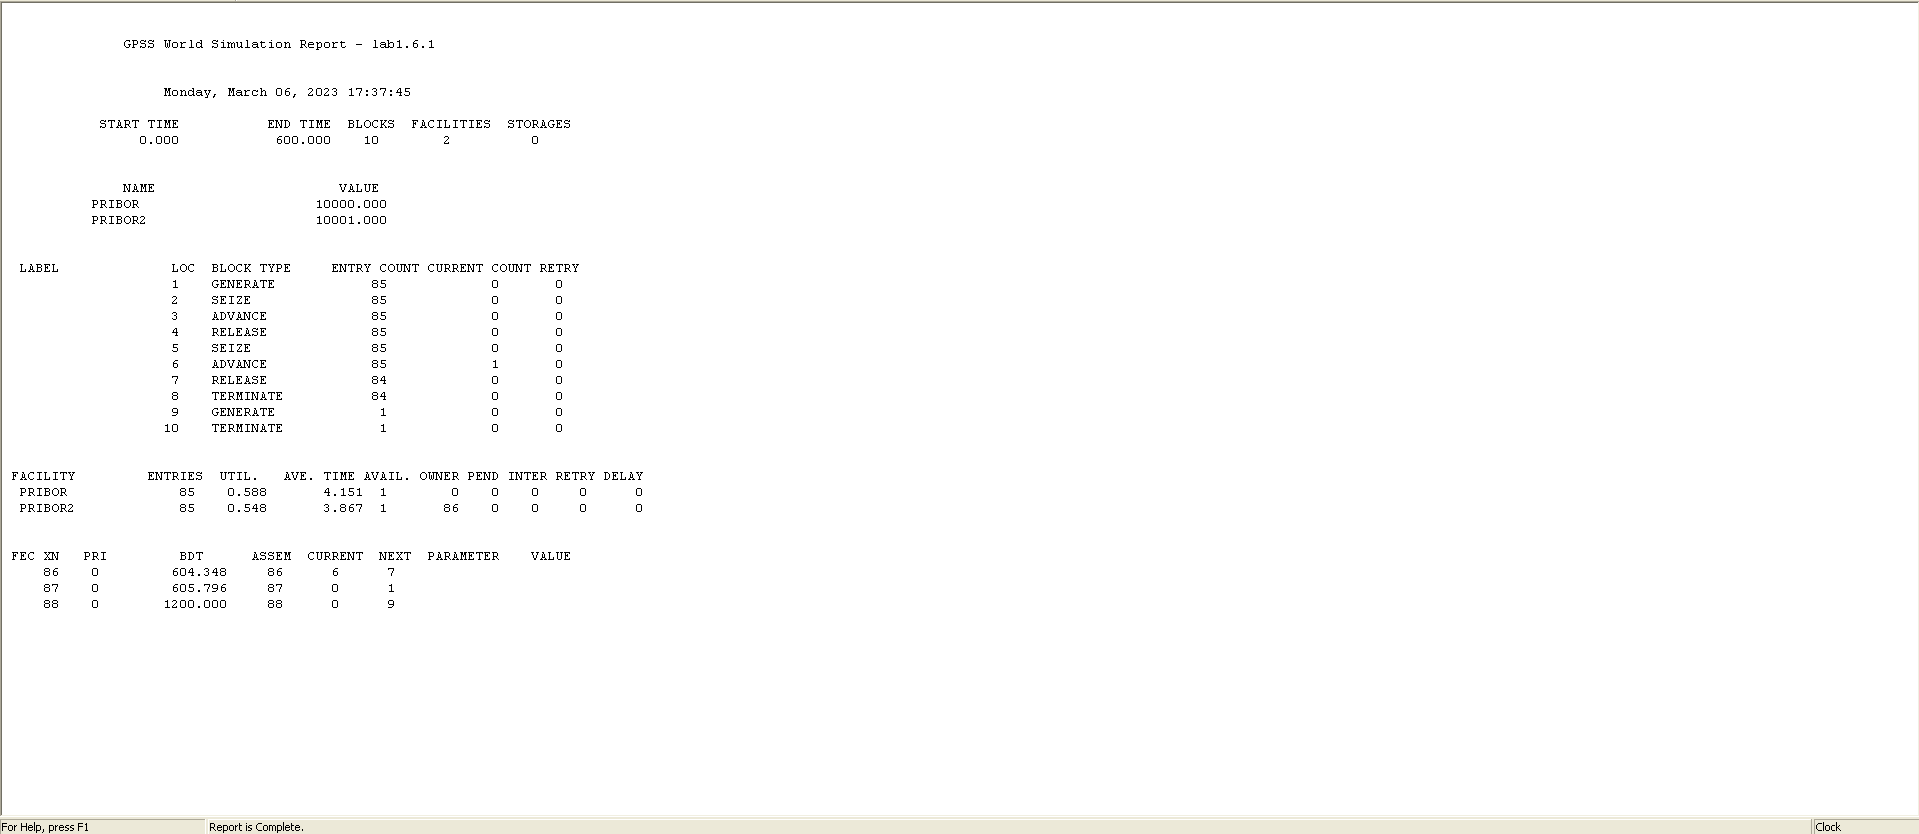 GPSS World Simulation Report - lab1.6.1
Monday, March 06, 2023 17:37:45
START TIME END TIME BLOCKS FACILITIES STORAGES
0.000 600.000 10 2 0
NAME VALUE
PRIBOR 10000.000
PRIBOR2 10001.000
LABEL LOC BLOCK TYPE ENTRY COUNT CURRENT COUNT RETRY
1 GENERATE 85 0 0
2 SEIZE 85 0 0
3 ADVANCE 85 0 0
4 RELEASE 85 0 0
5 SEIZE 85 0 0
6 ADVANCE 85 1 0
7 RELEASE 84 0 0
8 TERMINATE 84 0 0
9 GENERATE 1 0 0
10 TERMINATE 1 0 0
FACILITY ENTRIES UTIL. AVE. TIME AVAIL. OWNER PEND INTER RETRY DELAY
PRIBOR 85 0.588 4.151 1 0 0 0 0 0
PRIBOR2 85 0.548 3.867 1 86 0 0 0 0
FEC XN PRI BDT ASSEM CURRENT NEXT PARAMETER VALUE
86 0 604.348 86 6 7
87 0 605.796 87 0 1
88 0 1200.000 88 0 9
For Help, press F1 Report is Complete. Clock